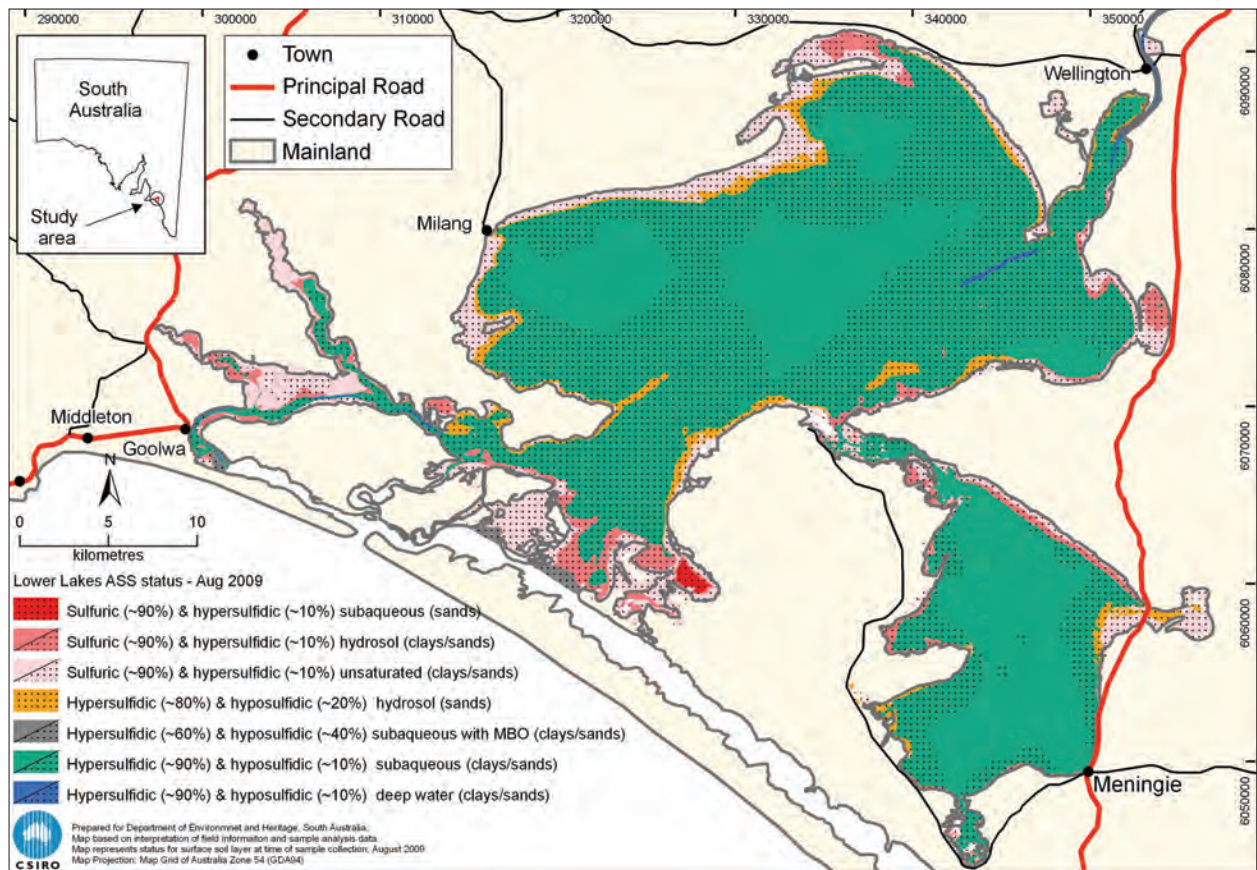 290000
300000
310000
320000
330000
340000
350000
South
Australia
Study
area
Town
Principal Road
Secondary Road
Mainland
Wellington
6090000
Milang
6080000
Middleton
Goolwa
6070000
N
0 5 10
kilometres
6060000
Lower Lakes ASS status - Aug 2009
Sulfuric (~90%) & hypersulfidic (~10%) subaqueous (sands)
Sulfuric (~90%) & hypersulfidic (~10%) hydrosol (clays/sands)
Sulfuric (~90%) & hypersulfidic (~10%) unsaturated (clays/sands)
Hypersulfidic (~80%) & hyposulfidic (~20%) hydrosol (sands)
Hypersulfidic (~60%) & hyposulfidic (~40%) subaqueous with MBO (clays/sands)
Hypersulfidic (~90%) & hyposulfidic (~10%) subaqueous (clays/sands)
Hypersulfidic (~90%) & hyposulfidic (~10%) deep water (clays/sands)
Meningie
6050000
CSIRO
Prepared for Department of Environmnet and Heritage, South Australia.
Map based on interpretation of field informaiton and sample analysis data.
Map represents status for surface soil layer at time of sample collection, August 2009.
Map Projection: Map Grid of Australia Zone 54 (GDA94)